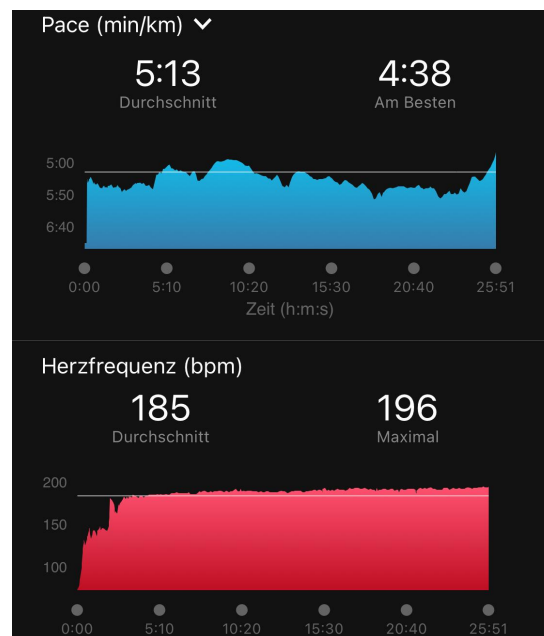 Pace (min/km)
5:13 4:38
Durchschnitt Am Besten
5:00
5:50
6:40
0:00 5:10 10:20 15:30 20:40 25:51
Zeit (h:m:s)
Herzfrequenz (bpm)
185 196
Durchschnitt Maximal
200
150
100
0:00 5:10 10:20 15:30 20:40 25:51